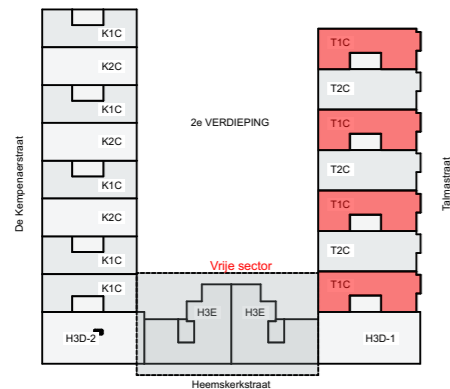 K1C
K2C
K1C
K2C
K1C
K2C
K1C
K1C
H3D-2
De Kempenaerstraat
2e VERDIEPING
Vrije sector
H3E
H3E
Heemskerkstraat
T1C
T2C
T1C
T2C
T1C
T2C
T1C
H3D-1
Talmastraat